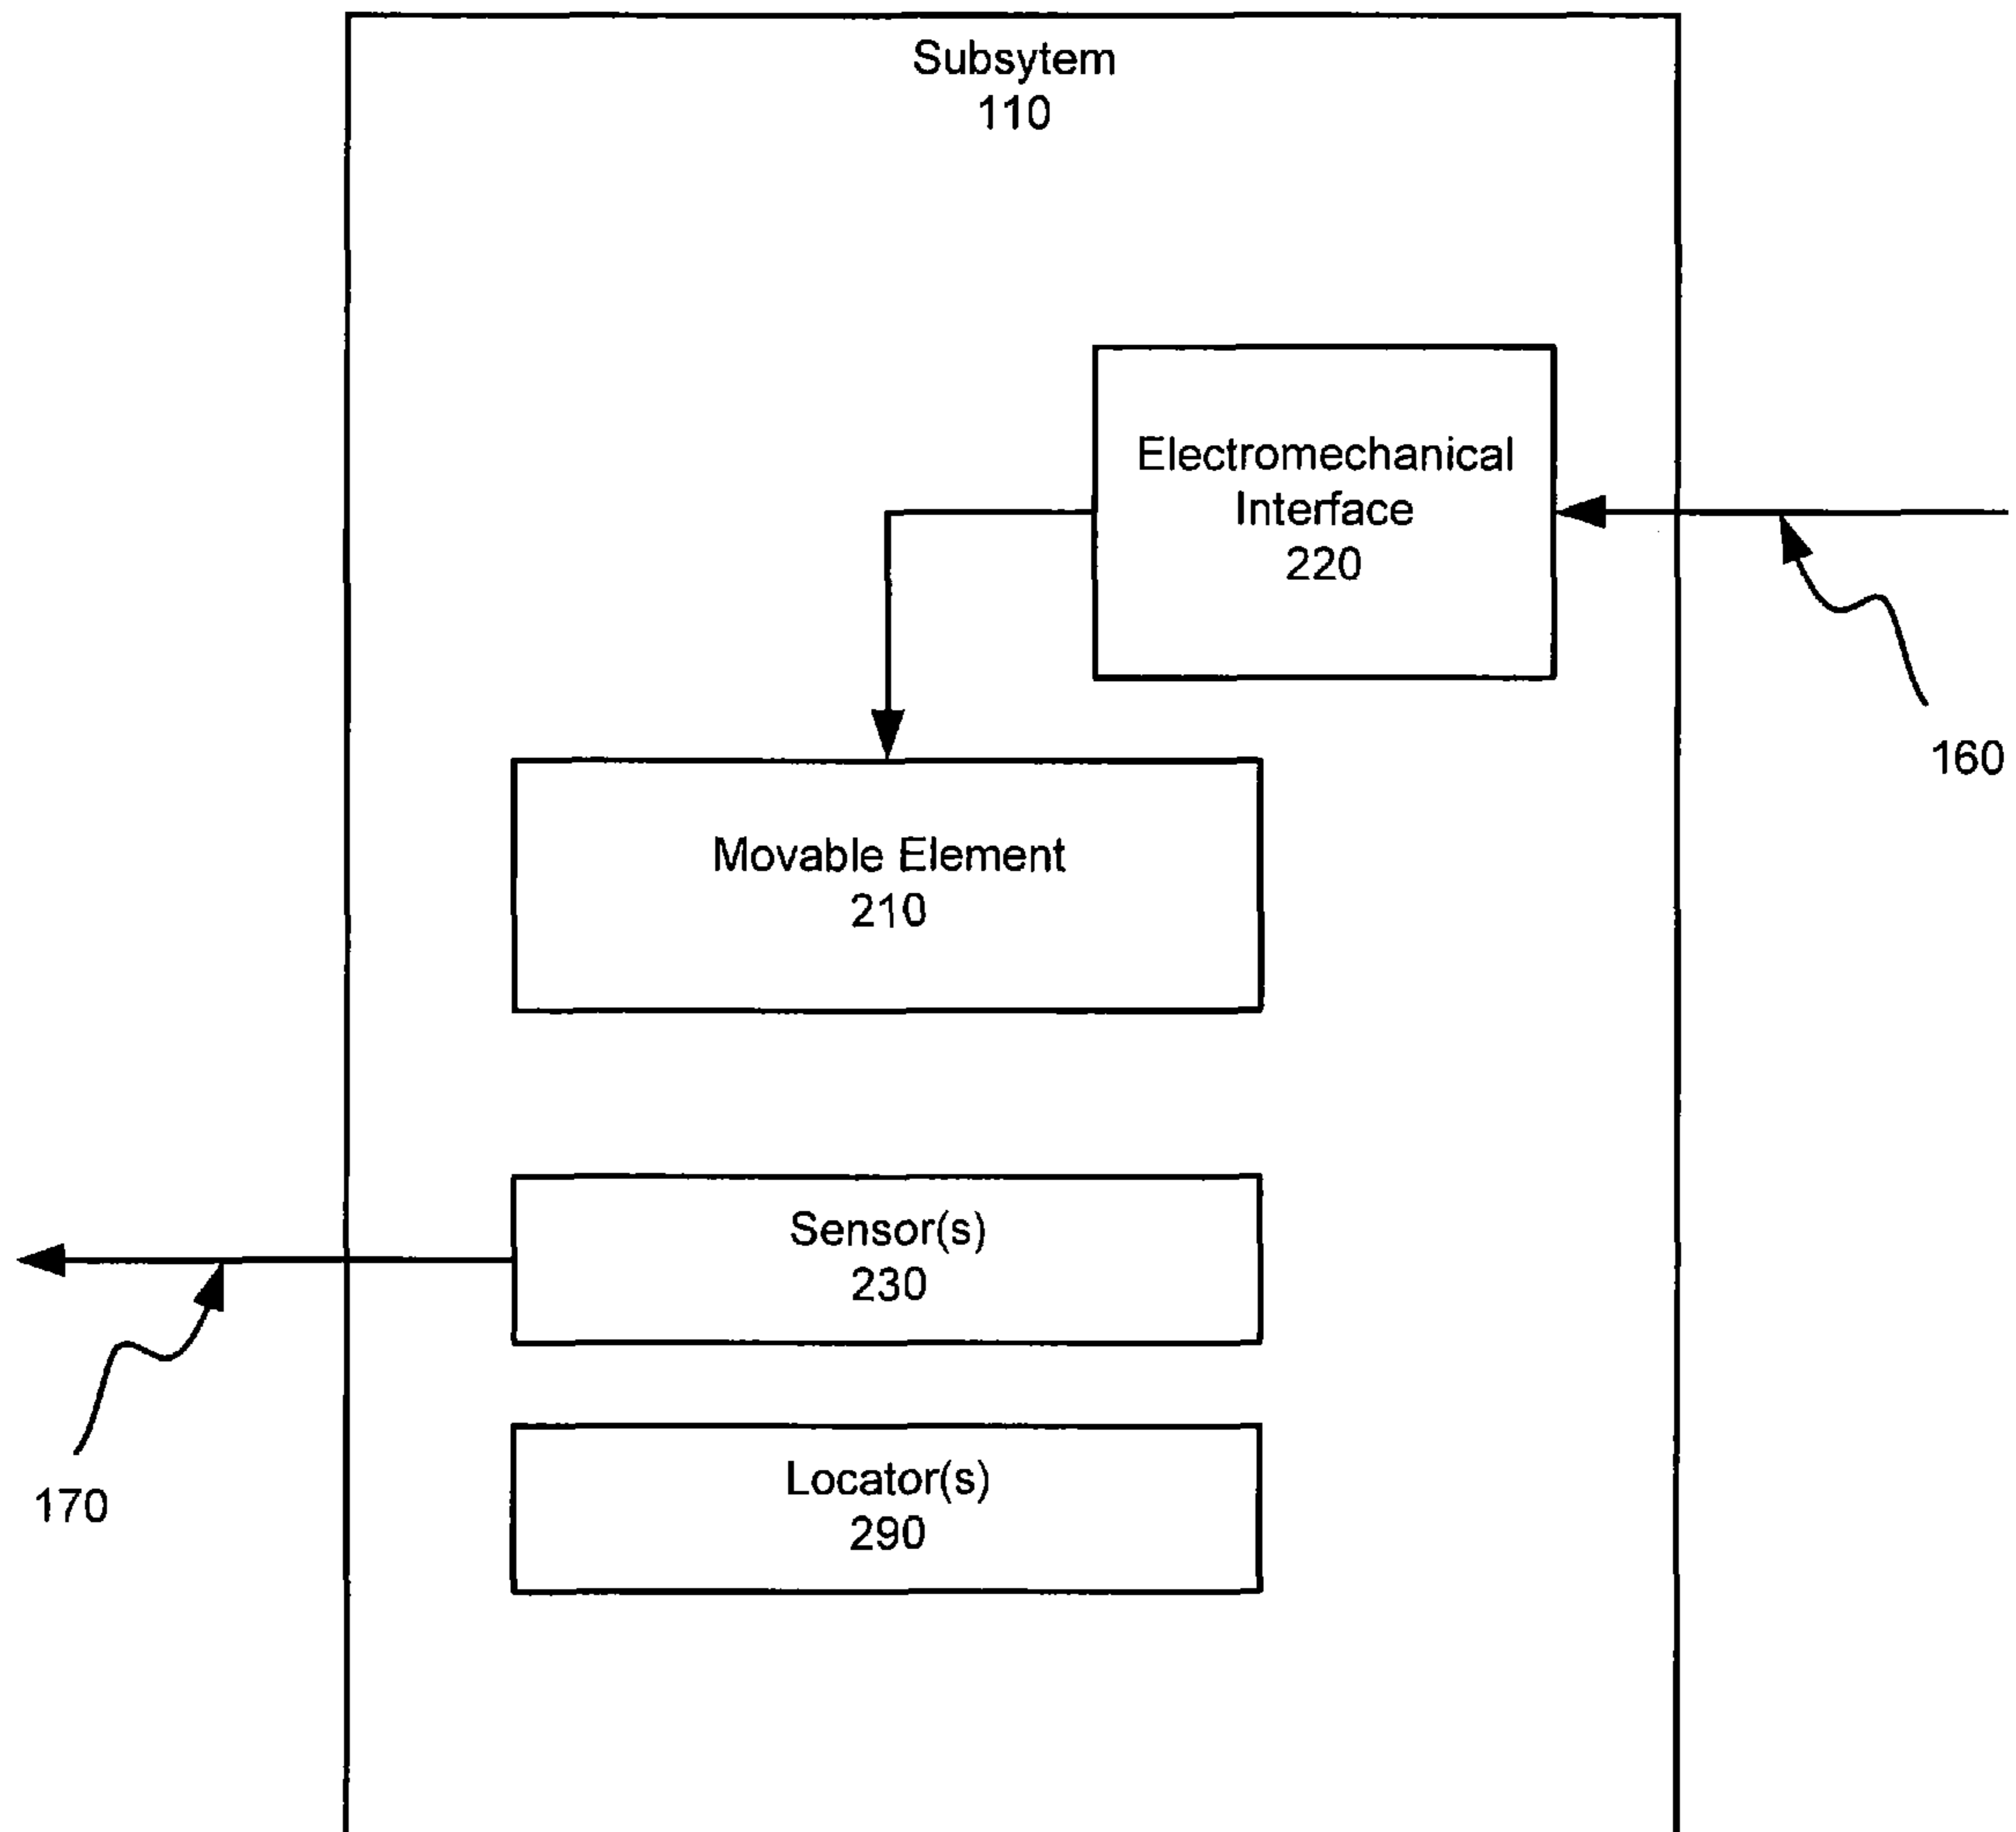 Subsytem
110
Electromechanical
Interface
220
160
Movable Element
210
Sensor(s)
230
170
Locator(s)
290